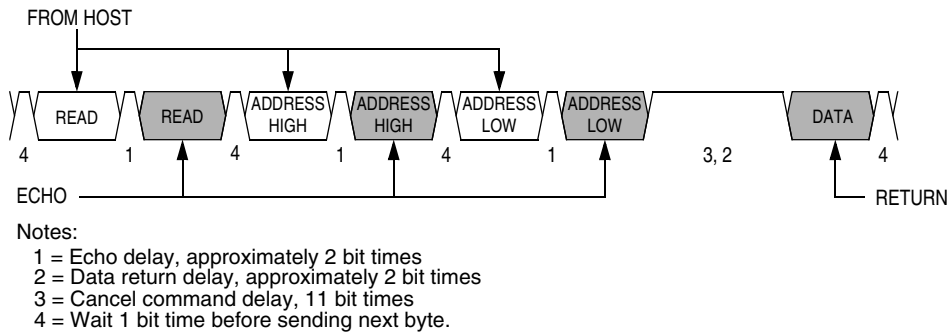 FROM HOST
READ
READ
ADDRESS
HIGH
ADDRESS
HIGH
ADDRESS
LOW
ADDRESS
LOW
DATA
4
1
4
1
4
1
3, 2
4
ECHO
RETURN
Notes:
1 = Echo delay, approximately 2 bit times
2 = Data return delay, approximately 2 bit times
3 = Cancel command delay, 11 bit times
4 = Wait 1 bit time before sending next byte.